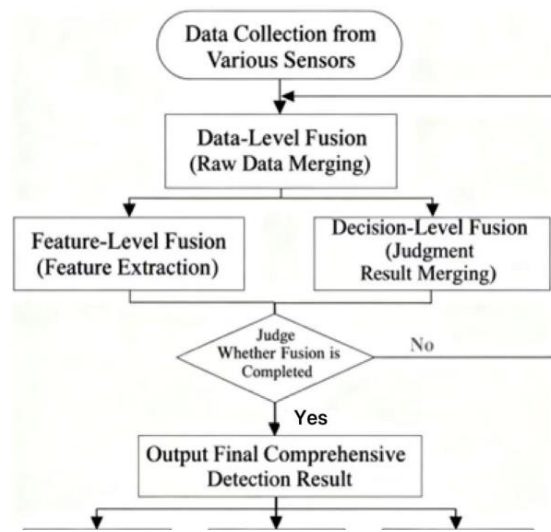 Data Collection from
Various Sensors
Data-Level Fusion
(Raw Data Merging)
Feature-Level Fusion
(Feature Extraction)
Decision-Level Fusion
(Judgment
Result Merging)
Judge
Whether Fusion is
Completed
No
Yes
Output Final Comprehensive
Detection Result